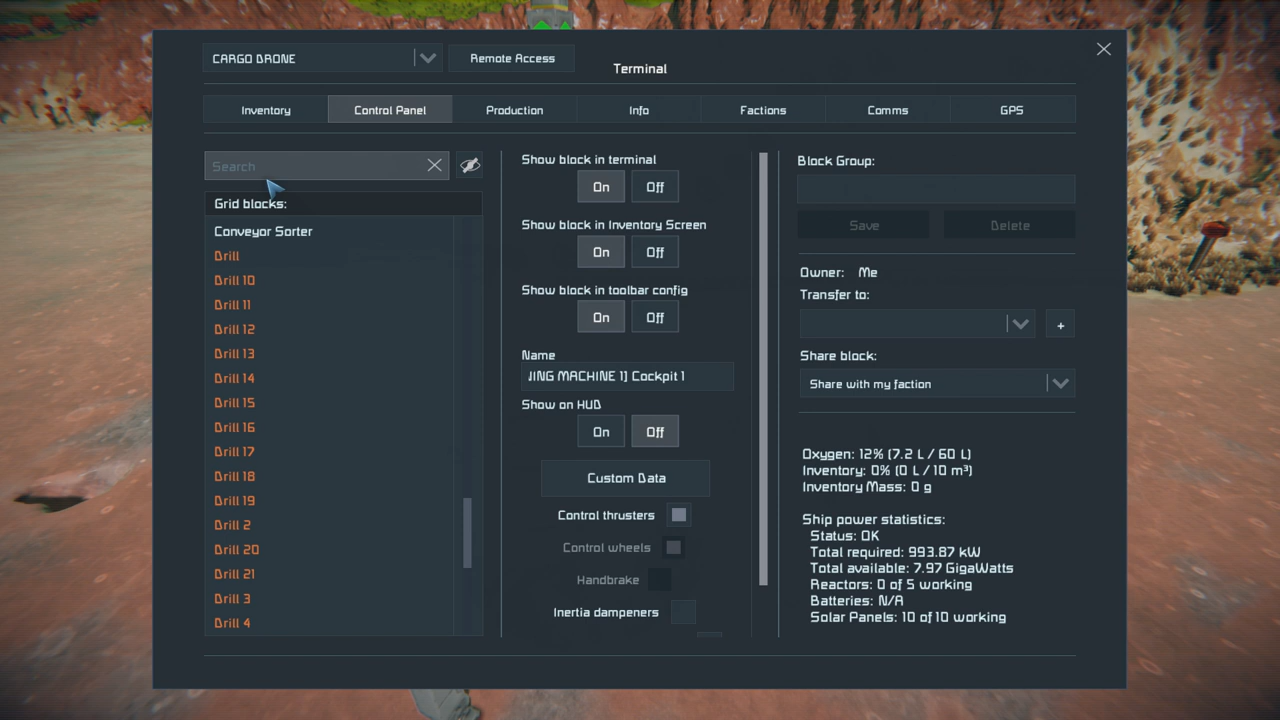 CARGO DRONE
Remote Access
Terminal
Inventory
Control Panel
Production
Info
Factions
Comms
GPS
Search
Grid blocks:
Conveyor Sorter
Drill
Drill 10
Drill 11
Drill 12
Drill 13
Drill 14
Drill 15
Drill 16
Drill 17
Drill 18
Drill 19
Drill 2
Drill 20
Drill 21
Drill 3
Drill 4
Show block in terminal
On Off
Show block in Inventory Screen
On Off
Show block in toolbar config
On Off
Name
ING MACHINE 1] Cockpit 1
Show on HUD
On Off
Custom Data
Control thrusters
Control wheels
Handbrake
Inertia dampeners
Block Group:
Save Delete
Owner: Me
Transfer to:
+
Share block:
Share with my faction
Oxygen: 12% (7.2 L / 60 L)
Inventory: 0% (0 L / 10 m³)
Inventory Mass: 0 g
Ship power statistics:
Status: OK
Total required: 993.87 kW
Total available: 7.97 GigaWatts
Reactors: 0 of 5 working
Batteries: N/A
Solar Panels: 10 of 10 working